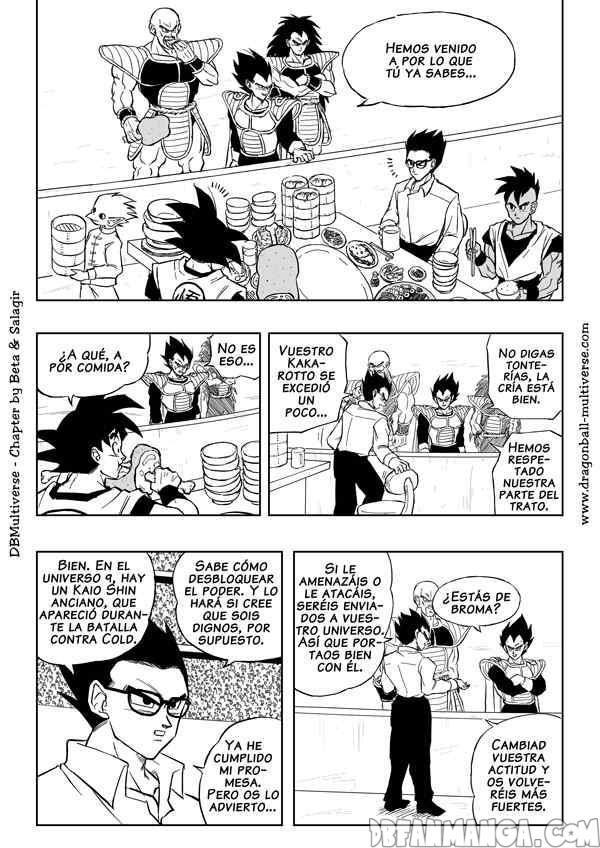 HEMOS VENIDO
A POR LO QUE
TÚ YA SABES...
悟
¿A QUÉ, A
POR COMIDA?
NO ES
ESO...
VUESTRO
KAKA-
ROTTO SE
EXCEDIÓ
UN
POCO...
NO DIGAS
TONTE-
RÍAS, LA
CRÍA ESTÁ
BIEN.
HEMOS
RESPE-
TADO
NUESTRA
PARTE DEL
TRATO.
BIEN. EN EL
UNIVERSO 9, HAY
UN KAIO SHIN
ANCIANO, QUE
APARECIÓ DURAN-
TE LA BATALLA
CONTRA COLD.
SABE CÓMO
DESBLOQUEAR
EL PODER. Y LO
HARÁ SI CREE
QUE SOIS
DIGNOS, POR
SUPUESTO.
YA HE
CUMPLIDO
MI PRO-
MESA.
PERO OS LO
ADVIERTO...
SI LE
AMENAZÁIS O
LE ATACÁIS,
SERÉIS ENVIA-
DOS A VUES-
TRO UNIVERSO.
ASÍ QUE POR-
TAOS BIEN
CON ÉL.
¿ESTÁS DE
BROMA?
CAMBIAD
VUESTRA
ACTITUD Y
OS VOLVE-
RÉIS MÁS
FUERTES.
DBMultiverse - Chapter by Beta & Salagir
www.dragonball-multiverse.com
DBFANMANGA.COM